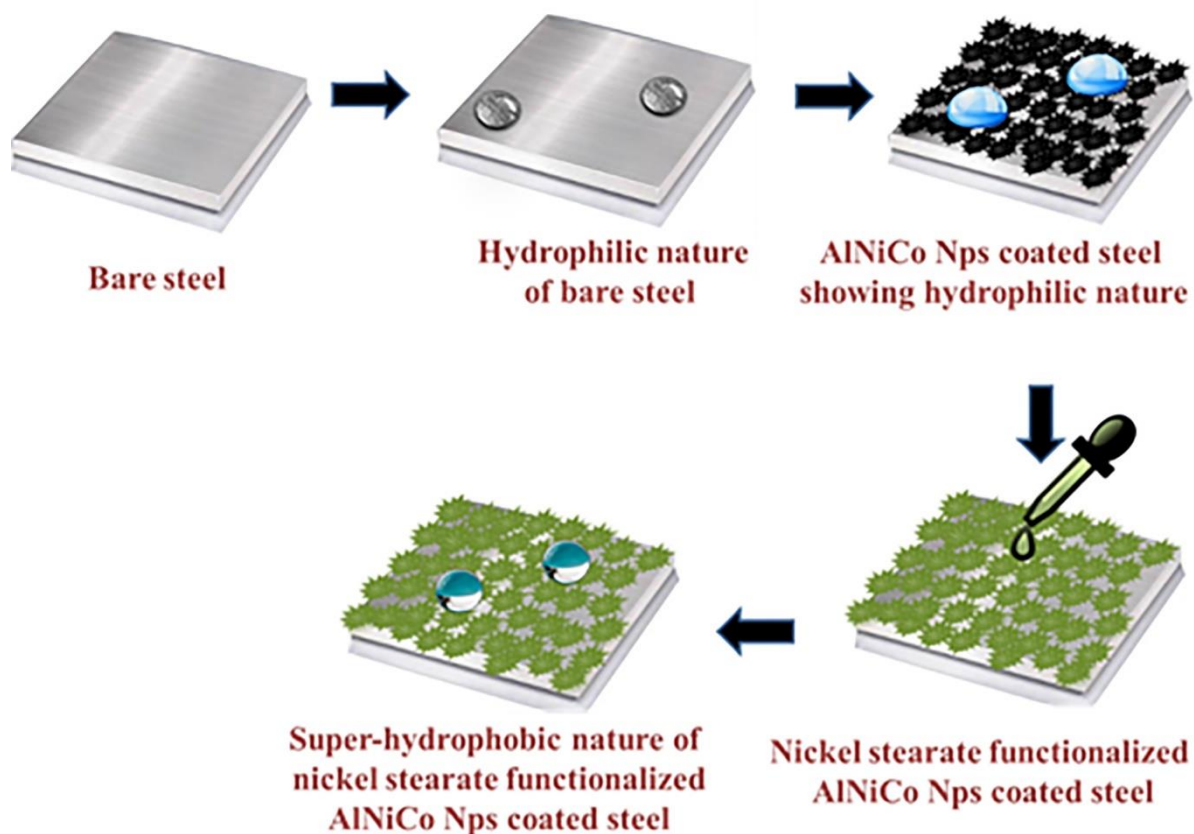 Bare steel
Hydrophilic nature
of bare steel
AlNiCo Nps coated steel
showing hydrophilic nature
Nickel stearate functionalized
AlNiCo Nps coated steel
Super-hydrophobic nature of
nickel stearate functionalized
AlNiCo Nps coated steel